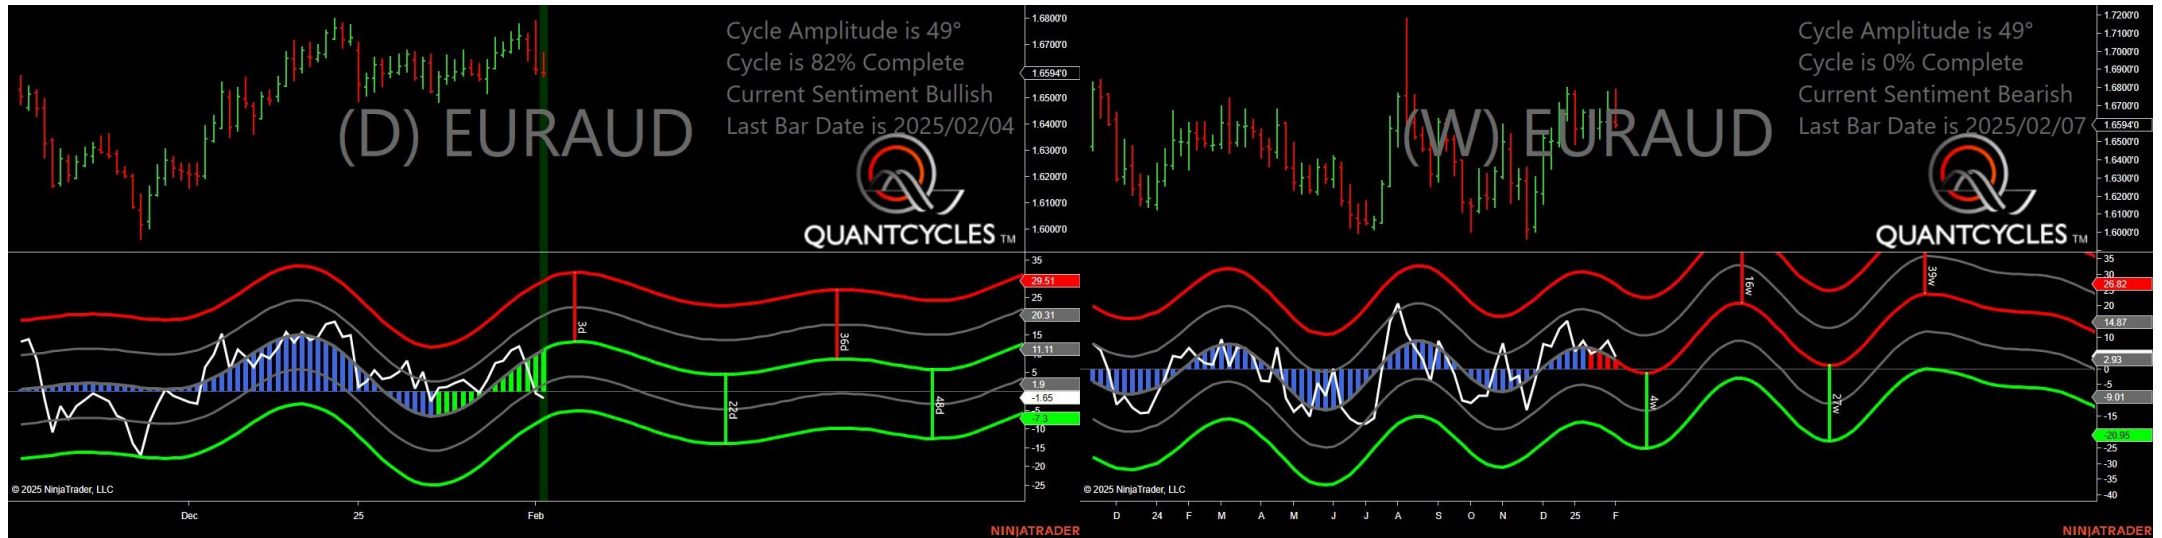 Cycle Amplitude is 49°
Cycle is 82% Complete
Current Sentiment Bullish
Last Bar Date is 2025/02/04
(D) EURAUD
QUANTCYCLES TM
1.6800'0
1.6700'0
1.6594'0
1.6500'0
1.6400'0
1.6300'0
1.6200'0
1.6100'0
1.6000'0
35
29.51
25
20.31
15
11.11
5
1.9
-1.65
-7.3
-10
-15
-20
-25
3d
36d
22d
48d
© 2025 NinjaTrader, LLC
Dec
25
Feb
NINJATRADER
Cycle Amplitude is 49°
Cycle is 0% Complete
Current Sentiment Bearish
Last Bar Date is 2025/02/07
(W) EURAUD
QUANTCYCLES TM
1.7200'0
1.7100'0
1.7000'0
1.6900'0
1.6800'0
1.6700'0
1.6594'0
1.6500'0
1.6400'0
1.6300'0
1.6200'0
1.6100'0
1.6000'0
35
30
26.82
20
14.87
10
2.93
0
-5
-9.01
-15
-20.95
-25
-30
-35
-40
16w
39w
4w
27w
© 2025 NinjaTrader, LLC
D 24 F M A M J J A S O N D 25 F
NINJATRADER